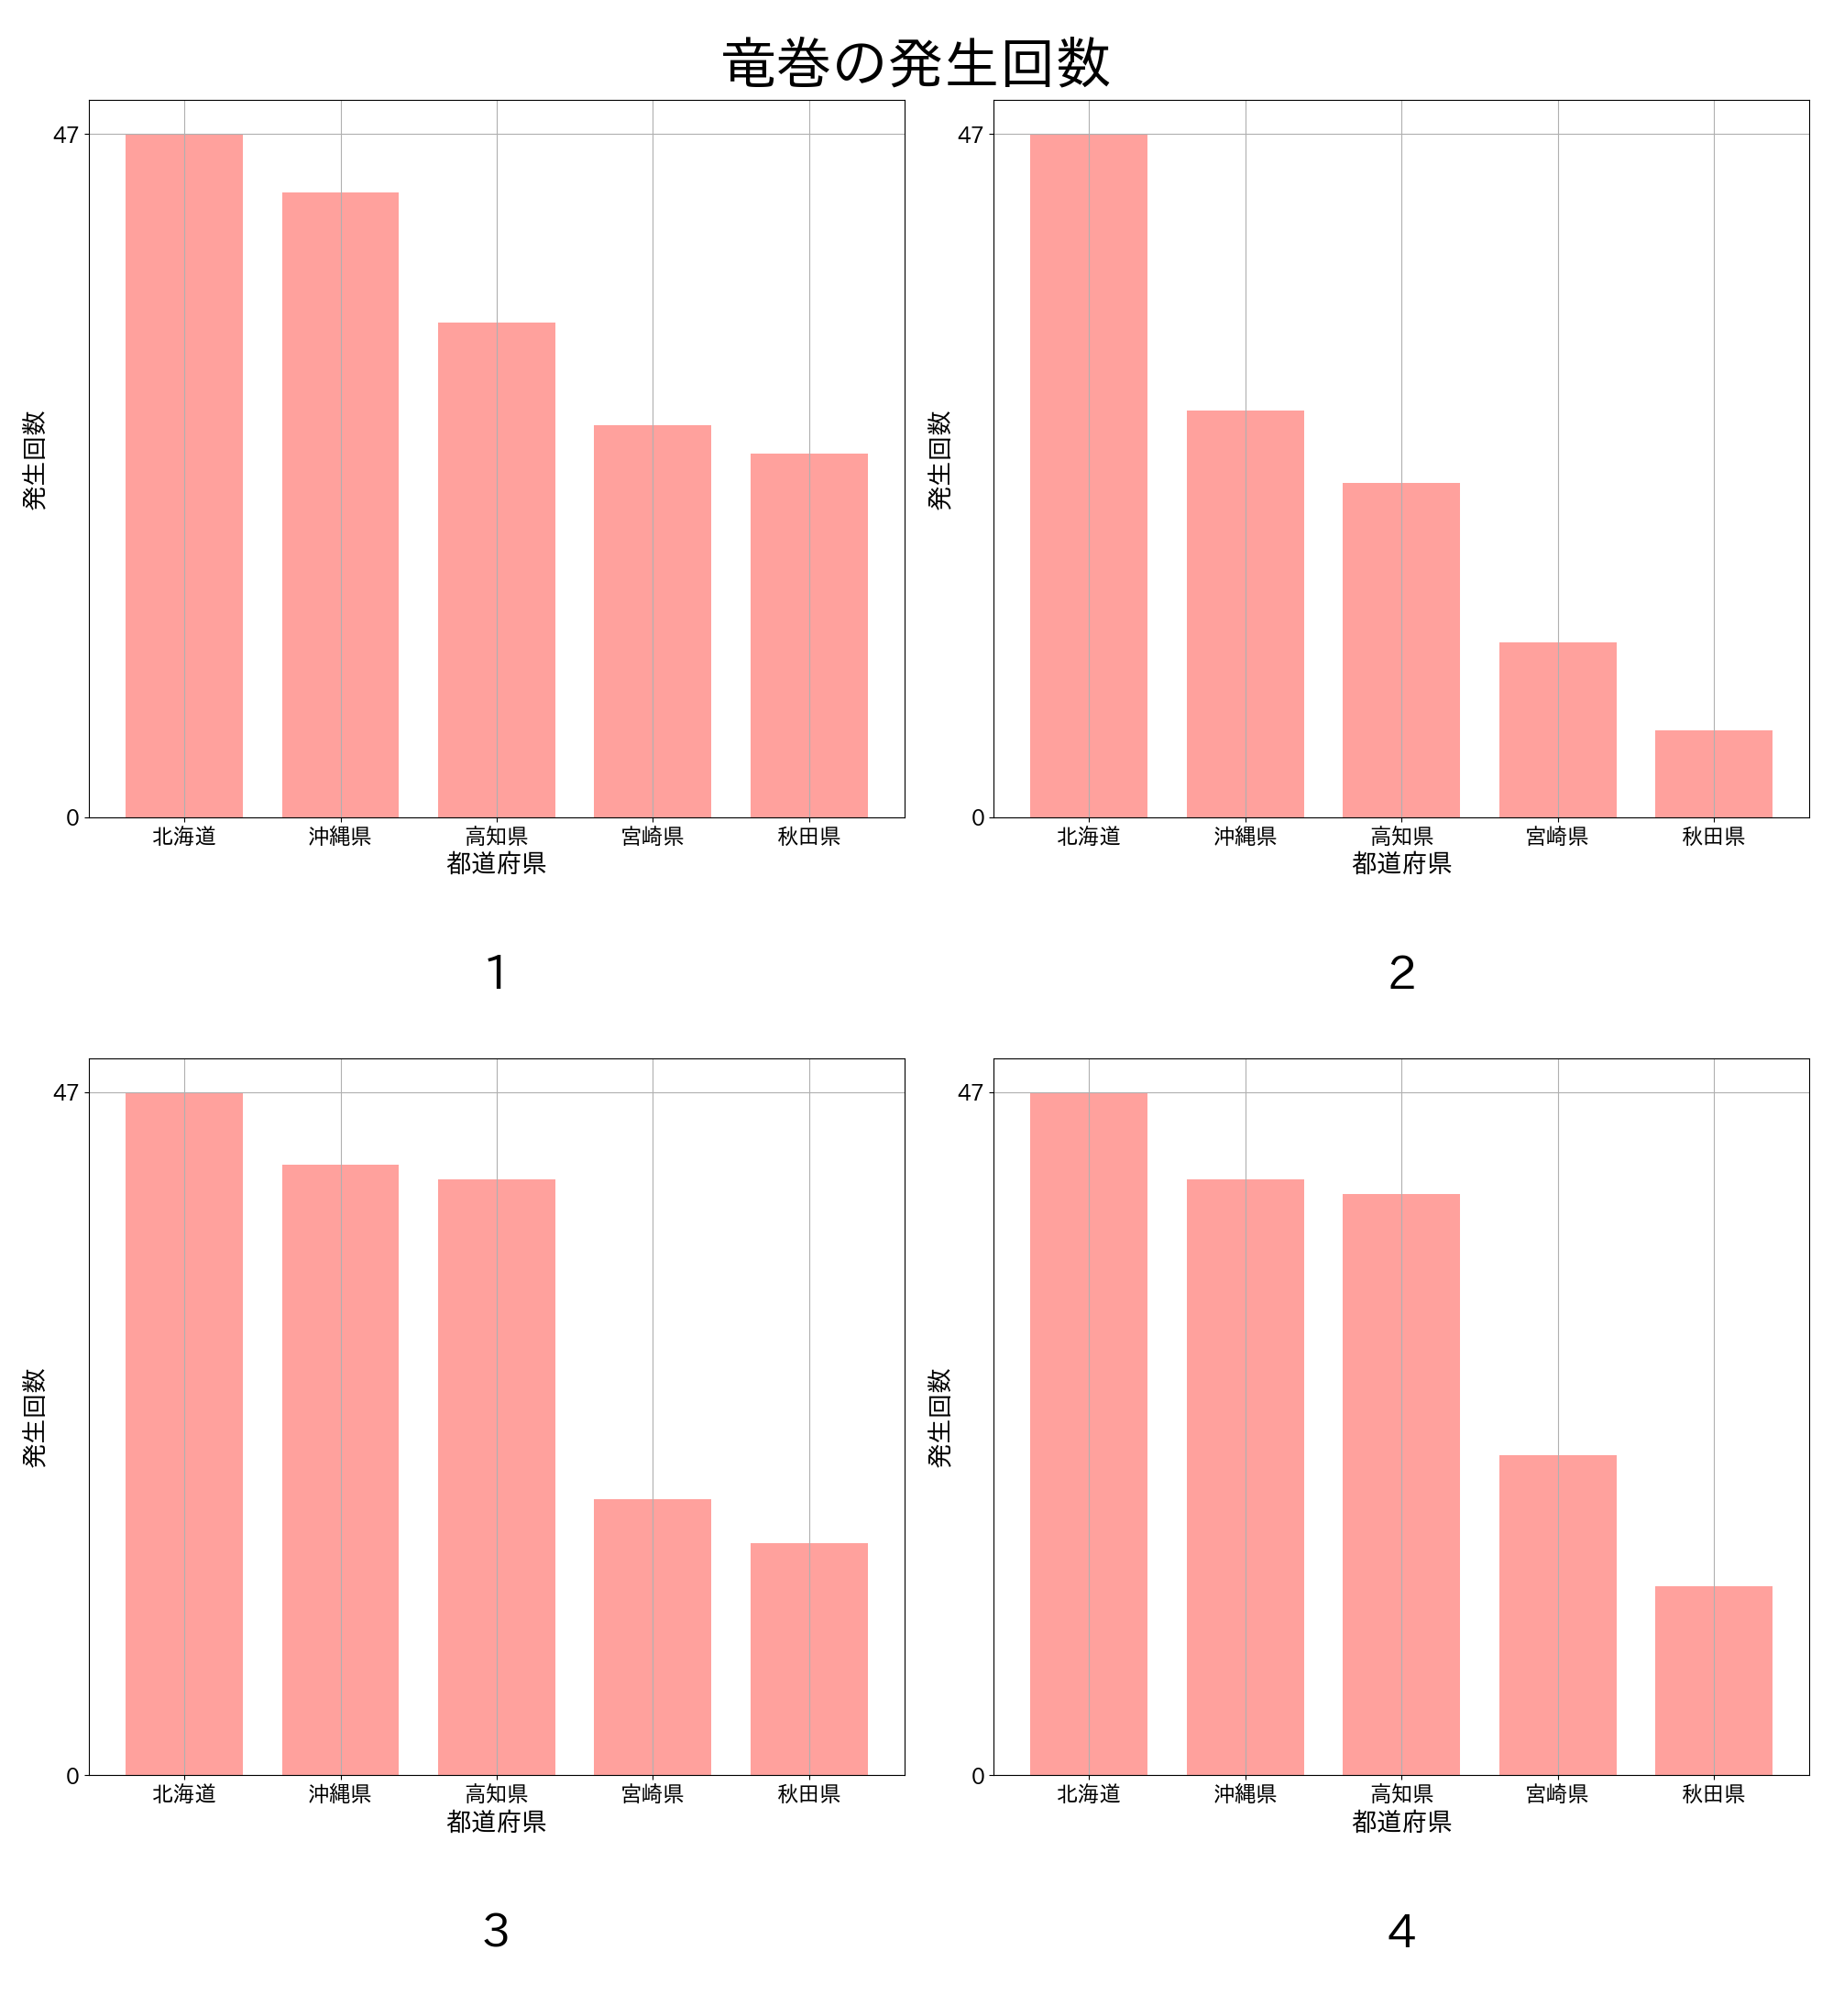 竜巻の発生回数
47
0
発生回数
北海道 沖縄県 高知県 宮崎県 秋田県
都道府県
1
47
0
発生回数
北海道 沖縄県 高知県 宮崎県 秋田県
都道府県
2
47
0
発生回数
北海道 沖縄県 高知県 宮崎県 秋田県
都道府県
3
47
0
発生回数
北海道 沖縄県 高知県 宮崎県 秋田県
都道府県
4